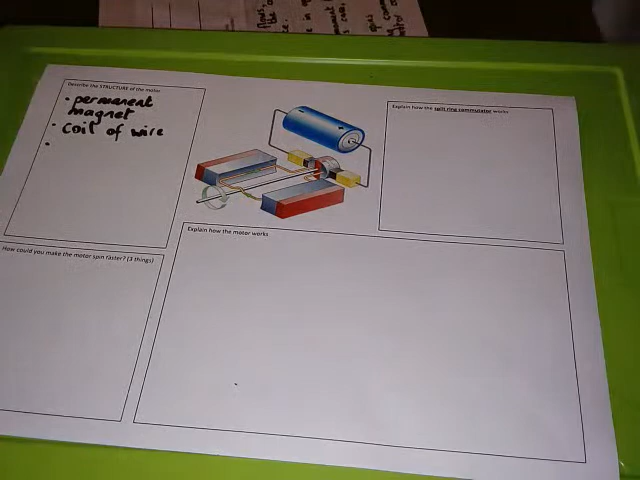 Describe the STRUCTURE of the motor
• permanent
magnet
• coil of wire
•
Explain how the split ring commutator works
How could you make the motor spin faster? (3 things)
Explain how the motor works